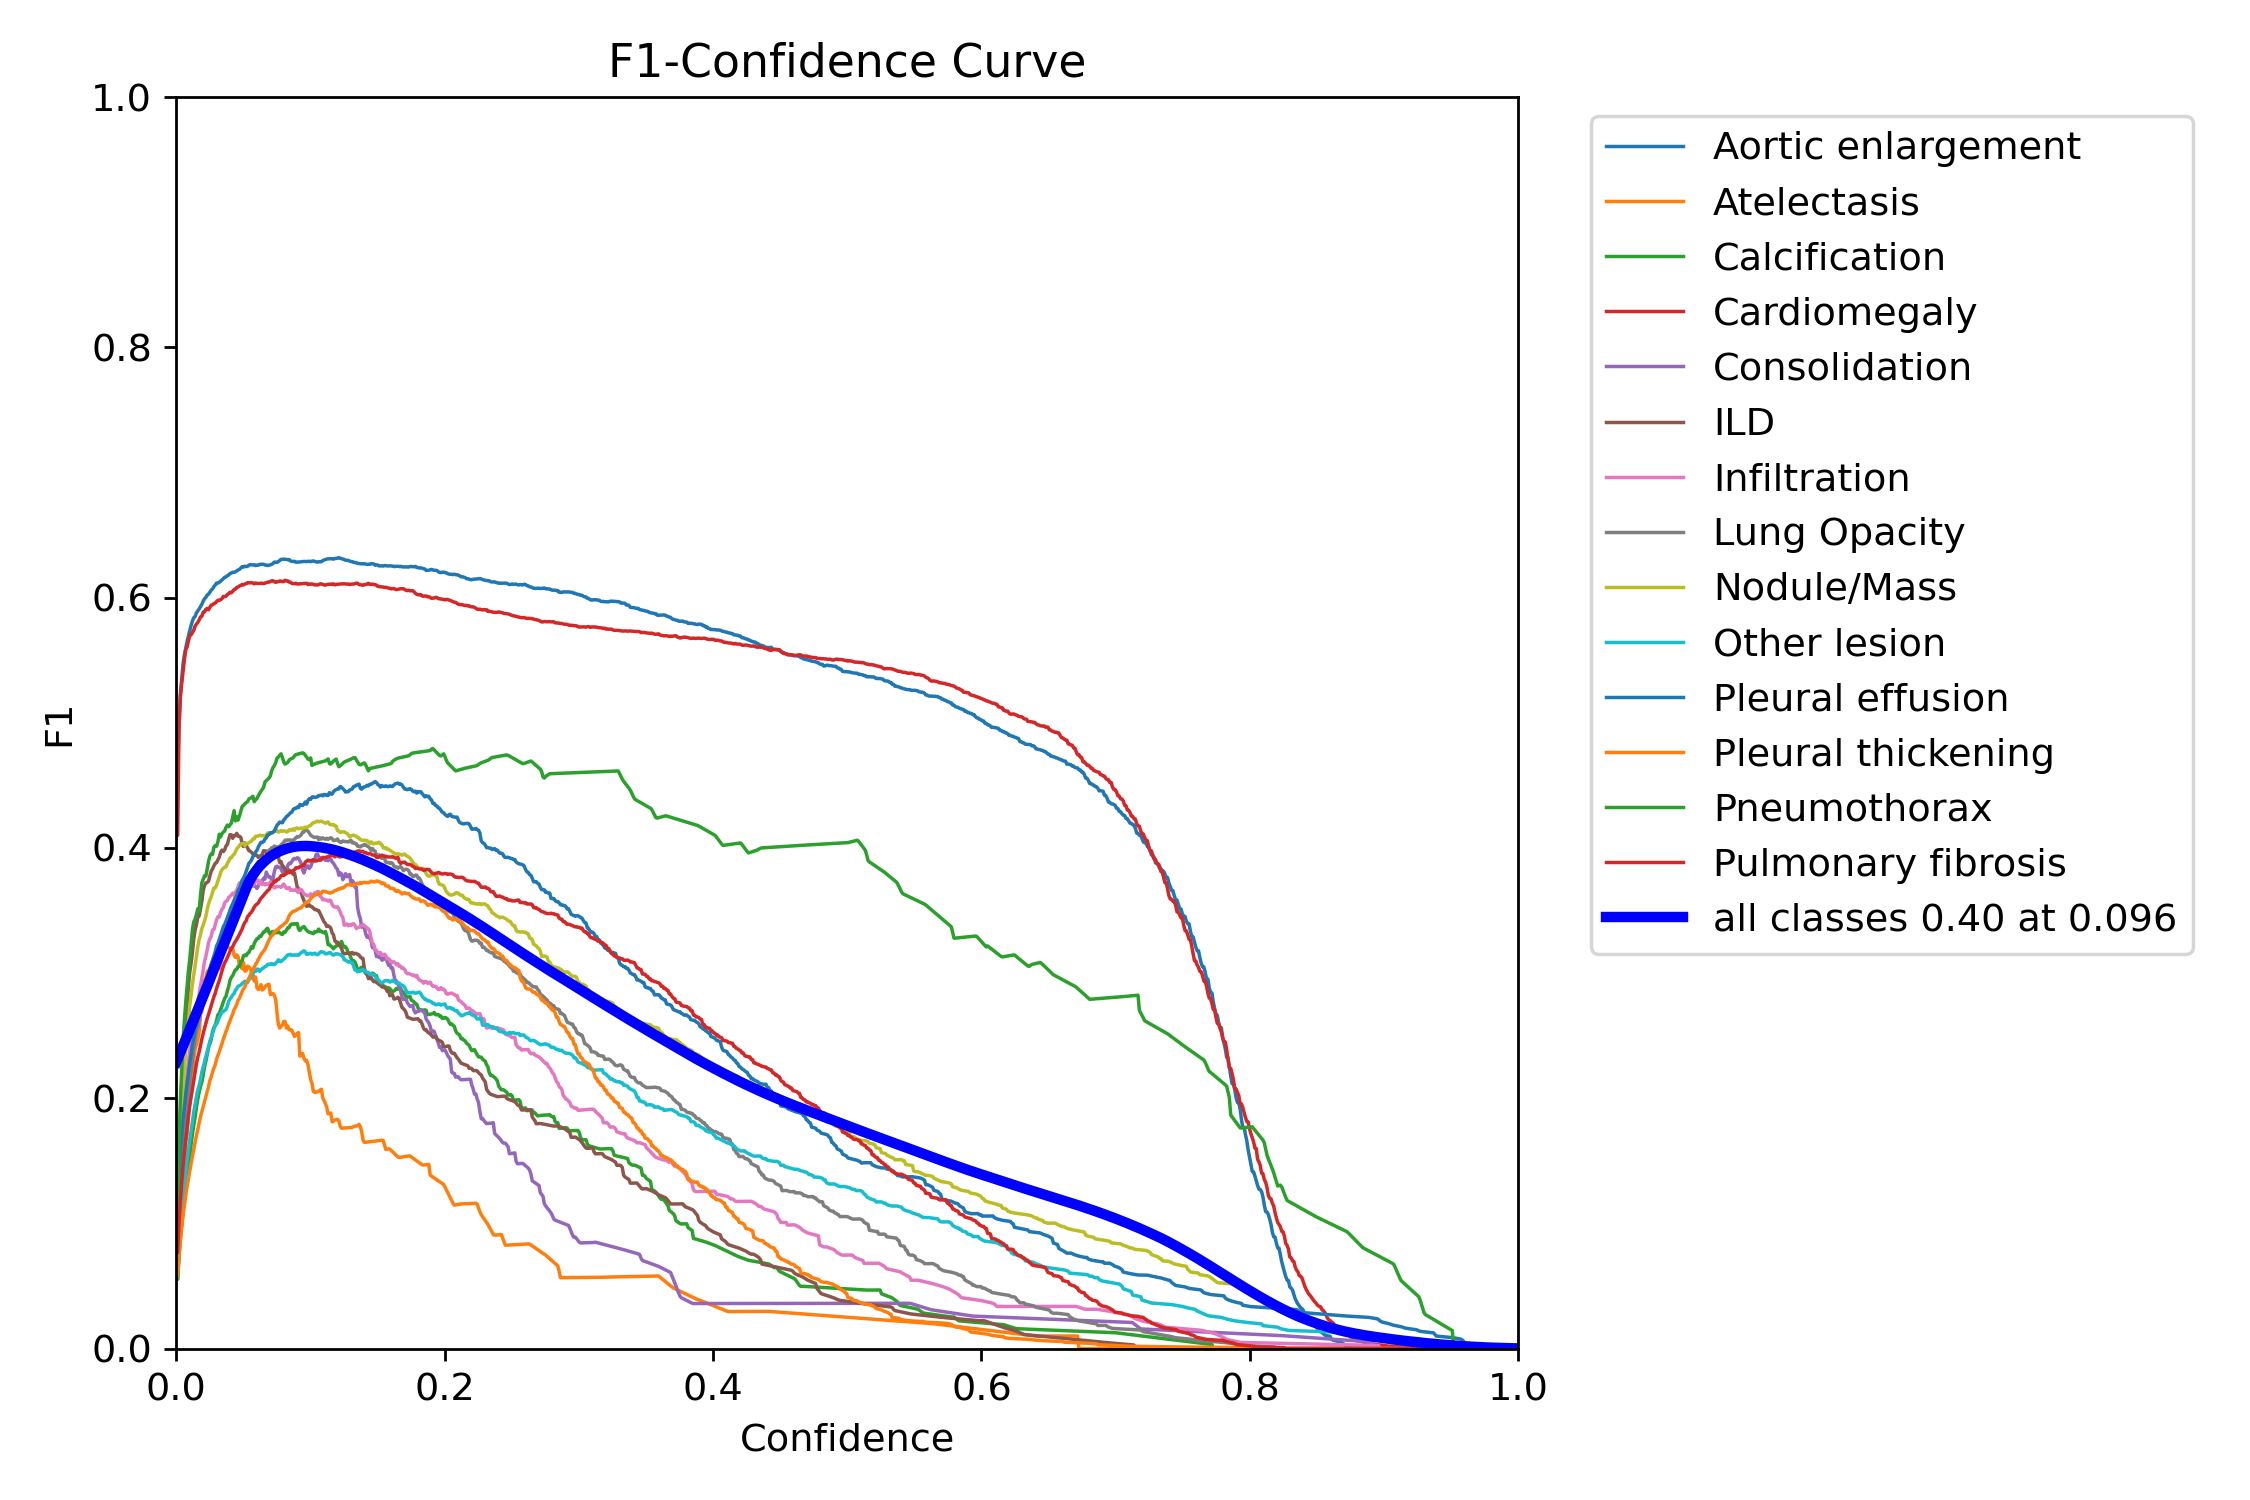 F1-Confidence Curve
1.0
0.8
0.6
0.4
0.2
0.0
F1
0.0 0.2 0.4 0.6 0.8 1.0
Confidence
Aortic enlargement
Atelectasis
Calcification
Cardiomegaly
Consolidation
ILD
Infiltration
Lung Opacity
Nodule/Mass
Other lesion
Pleural effusion
Pleural thickening
Pneumothorax
Pulmonary fibrosis
all classes 0.40 at 0.096